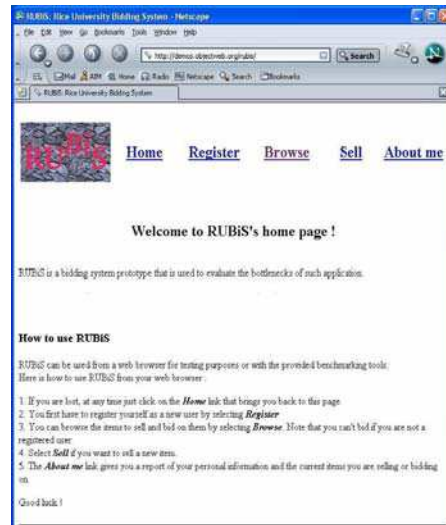 RUBiS: Rice University Bidding System - Netscape
File Edit View Go Bookmarks Tools Window Help
http://demos.objectweb.org/rubis/
Search
Mail AIM Home Radio Netscape Search Bookmarks
RUBiS: Rice University Bidding System
RUBiS Home Register Browse Sell About me
Welcome to RUBiS's home page !
RUBiS is a bidding system prototype that is used to evaluate the bottlenecks of such application.
How to use RUBiS
RUBiS can be used from a web browser for testing purposes or with the provided benchmarking tools.
Here is how to use RUBiS from your web browser :
1. If you are lost, at any time just click on the Home link that brings you back to this page.
2. You first have to register yourself as a new user by selecting Register
3. You can browse the items to sell and bid on them by selecting Browse. Note that you can't bid if you are not a
registered user.
4. Select Sell if you want to sell a new item.
5. The About me link gives you a report of your personal information and the current items you are selling or bidding
on.
Good luck !